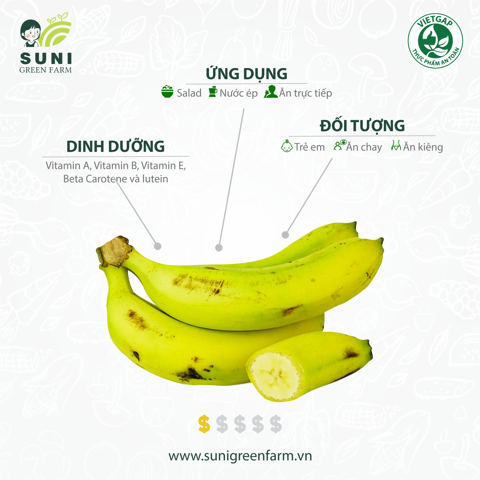 SUNI
GREEN FARM
VIETGAP
THỰC PHẨM AN TOÀN
ỨNG DỤNG
Salad Nước ép Ăn trực tiếp
ĐỐI TƯỢNG
Trẻ em Ăn chay Ăn kiêng
DINH DƯỠNG
Vitamin A, Vitamin B, Vitamin E,
Beta Carotene và lutein
$ $ $ $ $
www.sunigreenfarm.vn